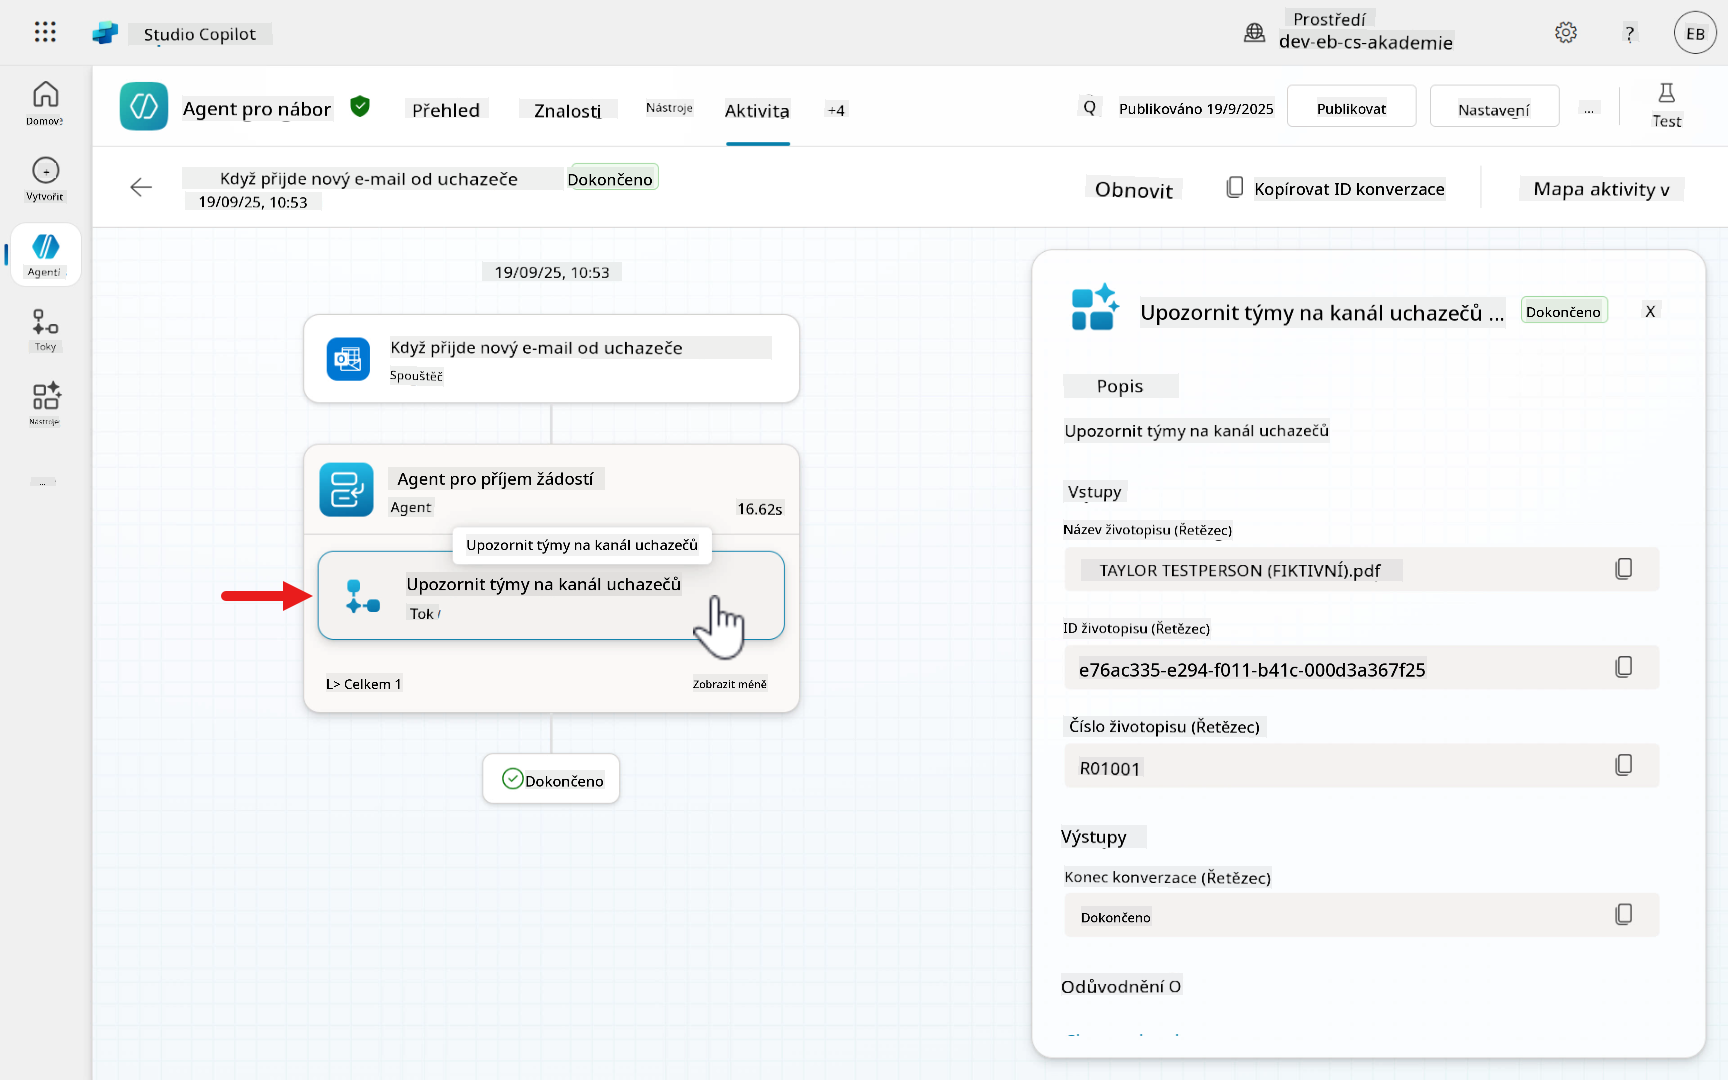 Studio Copilot
Prostředí
dev-eb-cs-akademie
?
EB
Domov
Vytvořit
Agenti
Toky
Nástroje
...
Agent pro nábor
Přehled
Znalosti
Nástroje
Aktivita
+4
Q
Publikováno 19/9/2025
Publikovat
Nastavení
...
Test
Když přijde nový e-mail od uchazeče
Dokončeno
19/09/25, 10:53
Obnovit
Kopírovat ID konverzace
Mapa aktivity v
19/09/25, 10:53
Když přijde nový e-mail od uchazeče
Spouštěč
Agent pro příjem žádostí
Agent
16.62s
Upozornit týmy na kanál uchazečů
Upozornit týmy na kanál uchazečů
Tok
L> Celkem 1
Zobrazit méně
Dokončeno
Upozornit týmy na kanál uchazečů ...
Dokončeno
X
Popis
Upozornit týmy na kanál uchazečů
Vstupy
Název životopisu (Řetězec)
TAYLOR TESTPERSON (FIKTIVNÍ).pdf
ID životopisu (Řetězec)
e76ac335-e294-f011-b41c-000d3a367f25
Číslo životopisu (Řetězec)
R01001
Výstupy
Konec konverzace (Řetězec)
Dokončeno
Odůvodnění O